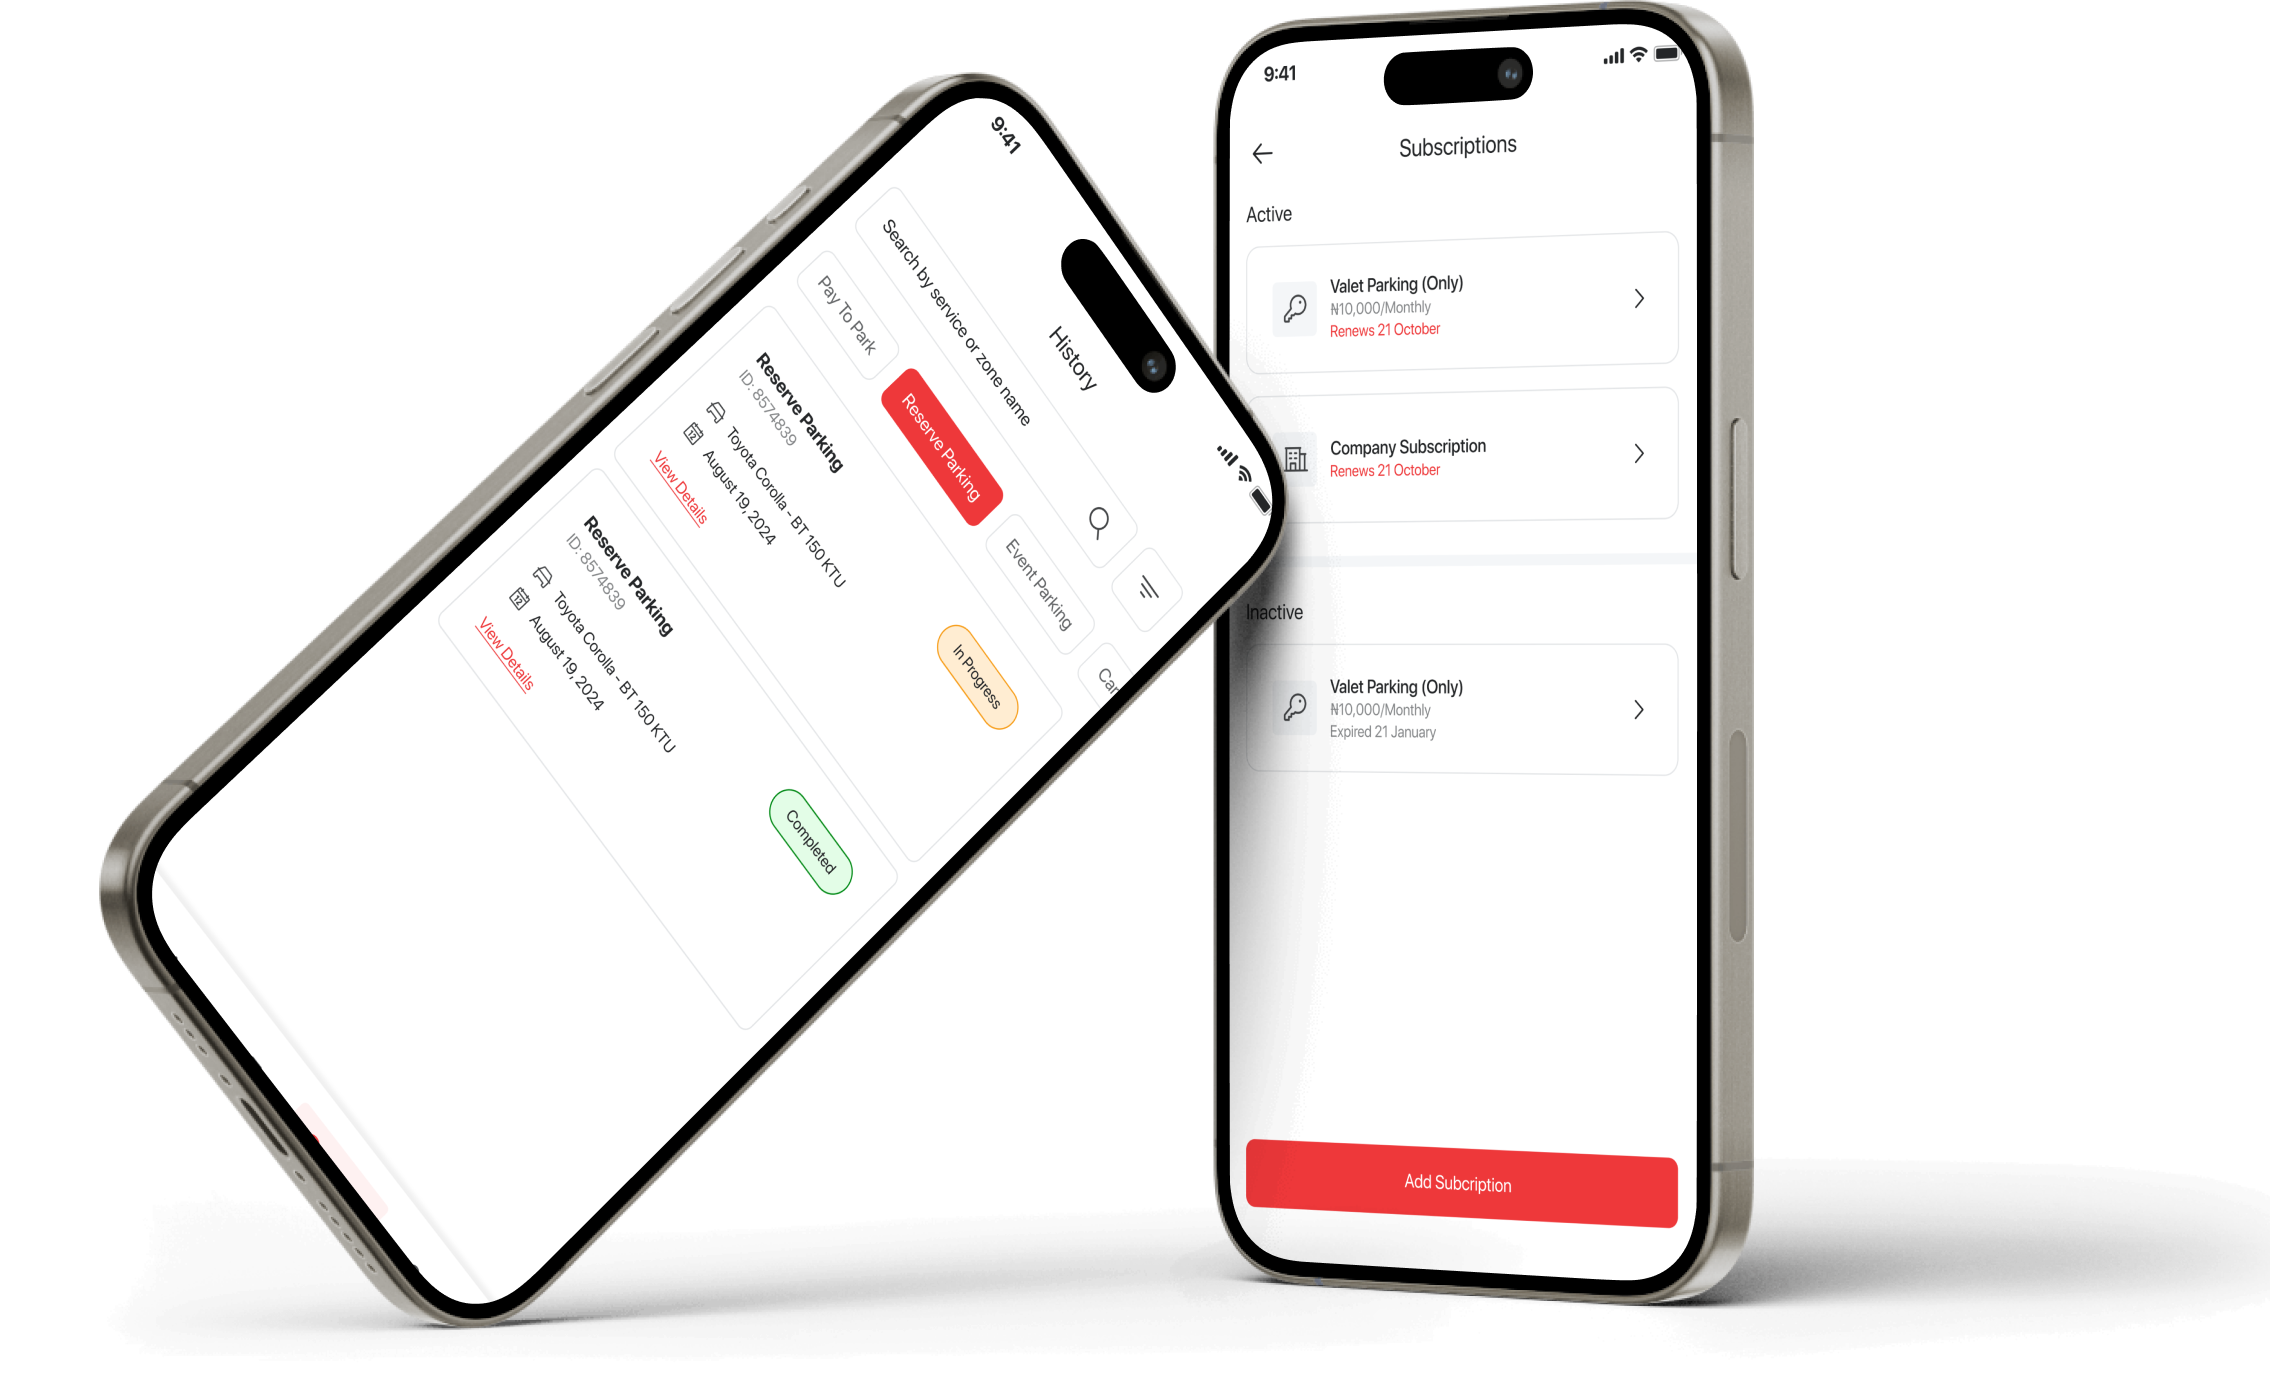 9:41
History
Search by service or zone name
Pay To Park
Reserve Parking
Event Parking
Car
Reserve Parking
ID: 8574839
Toyota Corolla - BT 150 KTU
12
August 19, 2024
View Details
In Progress
Reserve Parking
ID: 8574839
Toyota Corolla - BT 150 KTU
12
August 19, 2024
View Details
Completed
9:41
Subscriptions
Active
Valet Parking (Only)
₦10,000/Monthly
Renews 21 October
Company Subscription
Renews 21 October
Inactive
Valet Parking (Only)
₦10,000/Monthly
Expired 21 January
Add Subcription